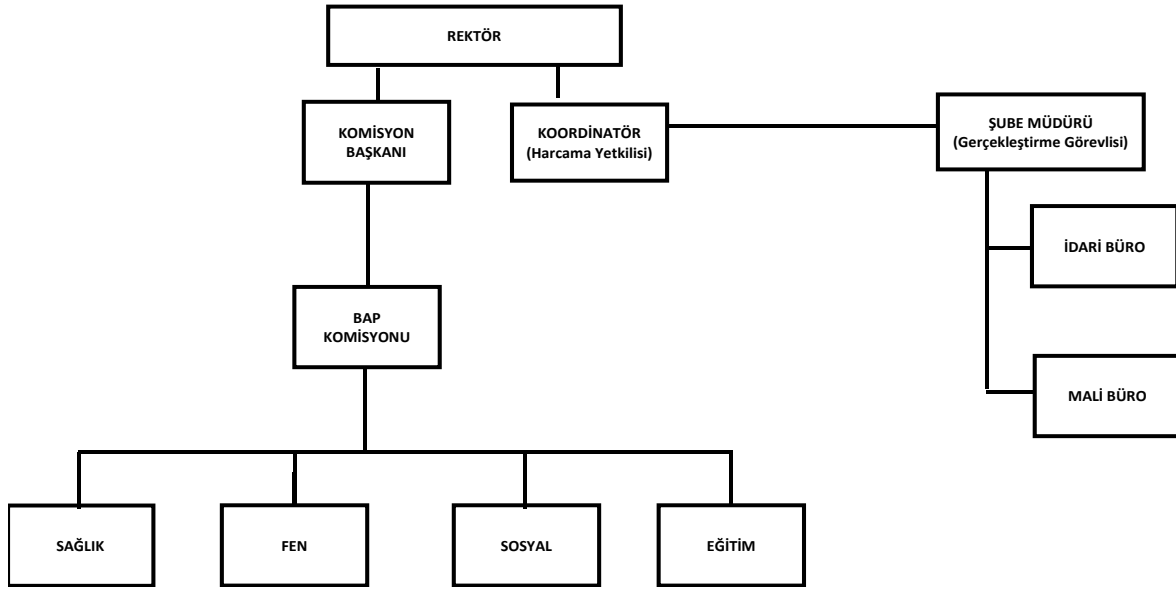 REKTÖR
KOMİSYON
BAŞKANI
KOORDİNATÖR
(Harcama Yetkilisi)
ŞUBE MÜDÜRÜ
(Gerçekleştirme Görevlisi)
İDARİ BÜRO
BAP
KOMİSYONU
MALİ BÜRO
SAĞLIK
FEN
SOSYAL
EĞİTİM